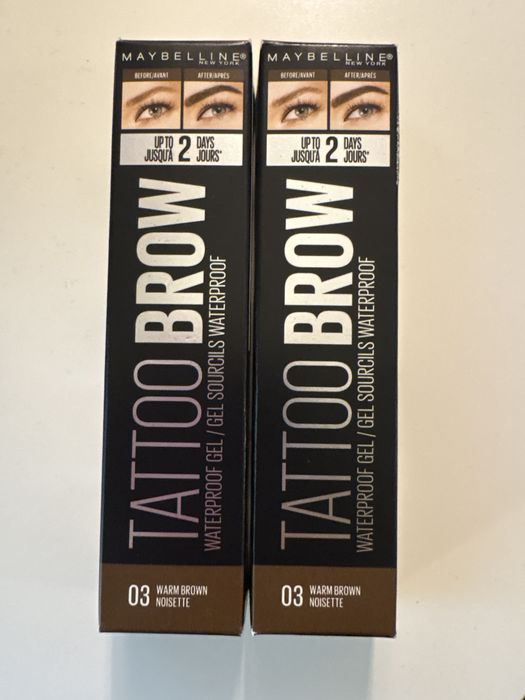 MAYBELLINE®
NEW YORK
BEFORE/AVANT AFTER/APRÈS
UP TO
JUSQU'À 2 DAYS
JOURS*
TATTOO BROW
WATERPROOF GEL / GEL SOURCILS WATERPROOF
03 WARM BROWN
NOISETTE
MAYBELLINE®
NEW YORK
BEFORE/AVANT AFTER/APRÈS
UP TO
JUSQU'À 2 DAYS
JOURS*
TATTOO BROW
WATERPROOF GEL / GEL SOURCILS WATERPROOF
03 WARM BROWN
NOISETTE